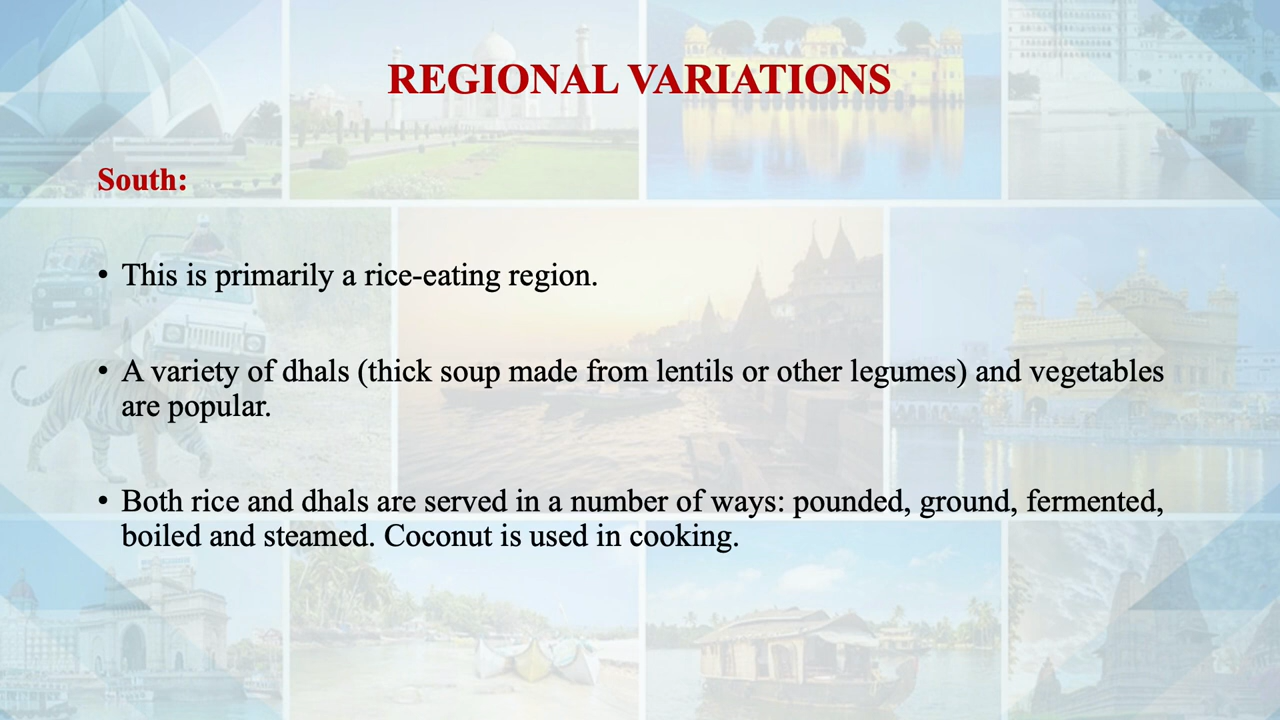 REGIONAL VARIATIONS
South:
• This is primarily a rice-eating region.
• A variety of dhals (thick soup made from lentils or other legumes) and vegetables
are popular.
• Both rice and dhals are served in a number of ways: pounded, ground, fermented,
boiled and steamed. Coconut is used in cooking.